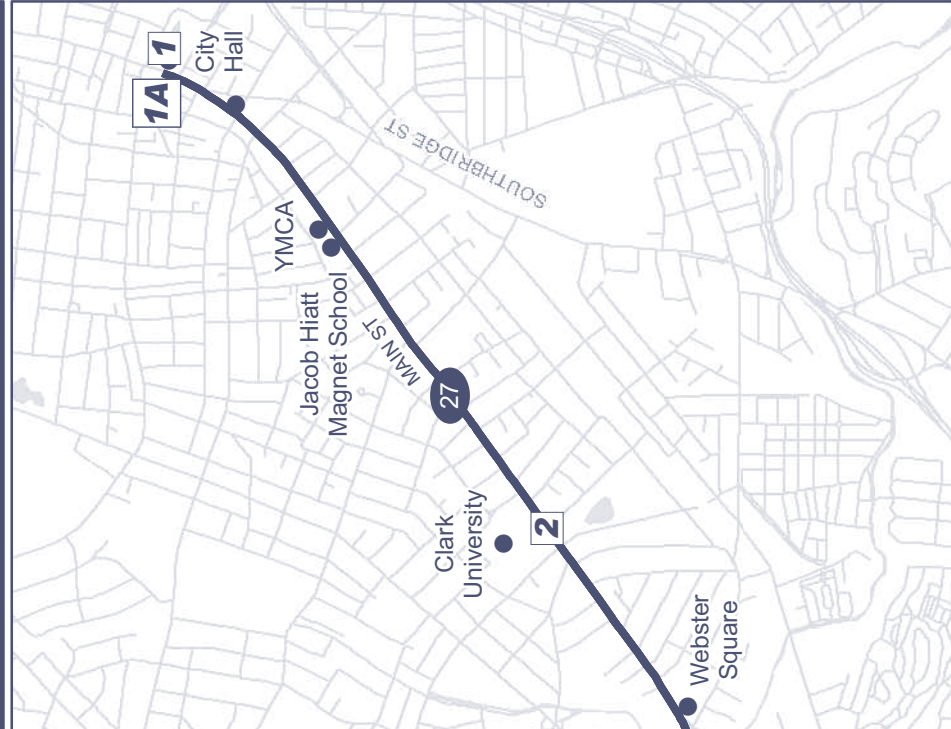 1A
1
City
Hall
SOUTHBRIDGE ST
YMCA
Jacob Hiatt
Magnet School
MAIN ST
27
Clark
University
2
Webster
Square